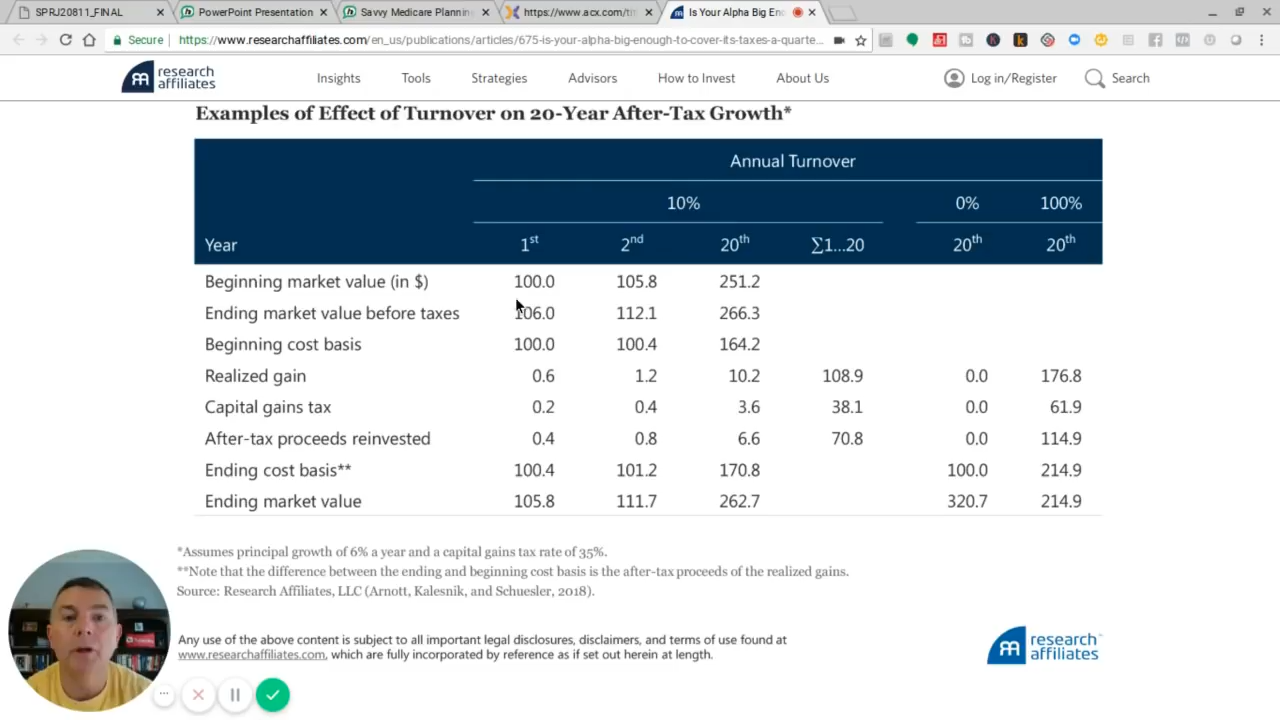 SPRJ20811_FINAL
PowerPoint Presentation
Savvy Medicare Plannin
https://www.acx.com/
Is Your Alpha Big En
Secure
https://www.researchaffiliates.com/en_us/publications/articles/675-is-your-alpha-big-enough-to-cover-its-taxes-a-quarte...
research affiliates
Insights
Tools
Strategies
Advisors
How to Invest
About Us
Log in/Register
Search
Examples of Effect of Turnover on 20-Year After-Tax Growth*
Annual Turnover
10% 0% 100%
Year 1st 2nd 20th ∑1...20 20th 20th
Beginning market value (in $) 100.0 105.8 251.2
Ending market value before taxes 106.0 112.1 266.3
Beginning cost basis 100.0 100.4 164.2
Realized gain 0.6 1.2 10.2 108.9 0.0 176.8
Capital gains tax 0.2 0.4 3.6 38.1 0.0 61.9
After-tax proceeds reinvested 0.4 0.8 6.6 70.8 0.0 114.9
Ending cost basis** 100.4 101.2 170.8 100.0 214.9
Ending market value 105.8 111.7 262.7 320.7 214.9
*Assumes principal growth of 6% a year and a capital gains tax rate of 35%.
**Note that the difference between the ending and beginning cost basis is the after-tax proceeds of the realized gains.
Source: Research Affiliates, LLC (Arnott, Kalesnik, and Schuesler, 2018).
Any use of the above content is subject to all important legal disclosures, disclaimers, and terms of use found at
www.researchaffiliates.com, which are fully incorporated by reference as if set out herein at length.
research
affiliates